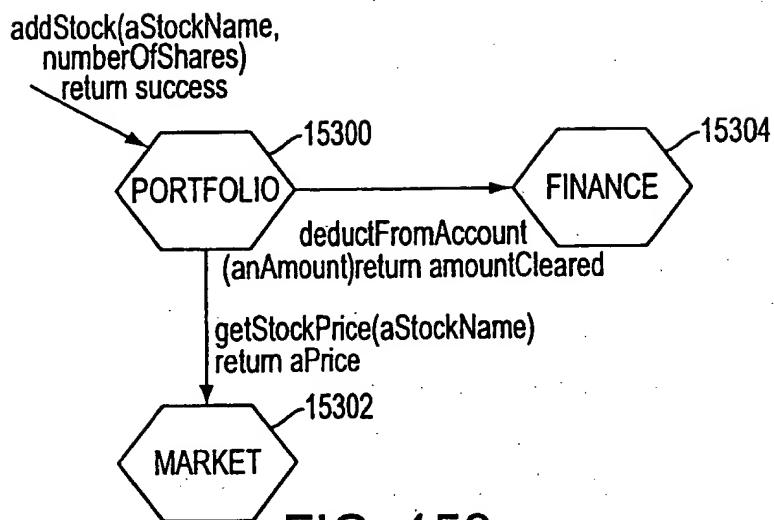 addStock(aStockName,
numberOfShares)
return success
15300
15304
PORTFOLIO
FINANCE
deductFromAccount
(anAmount)return amountCleared
getStockPrice(aStockName)
return aPrice
15302
MARKET